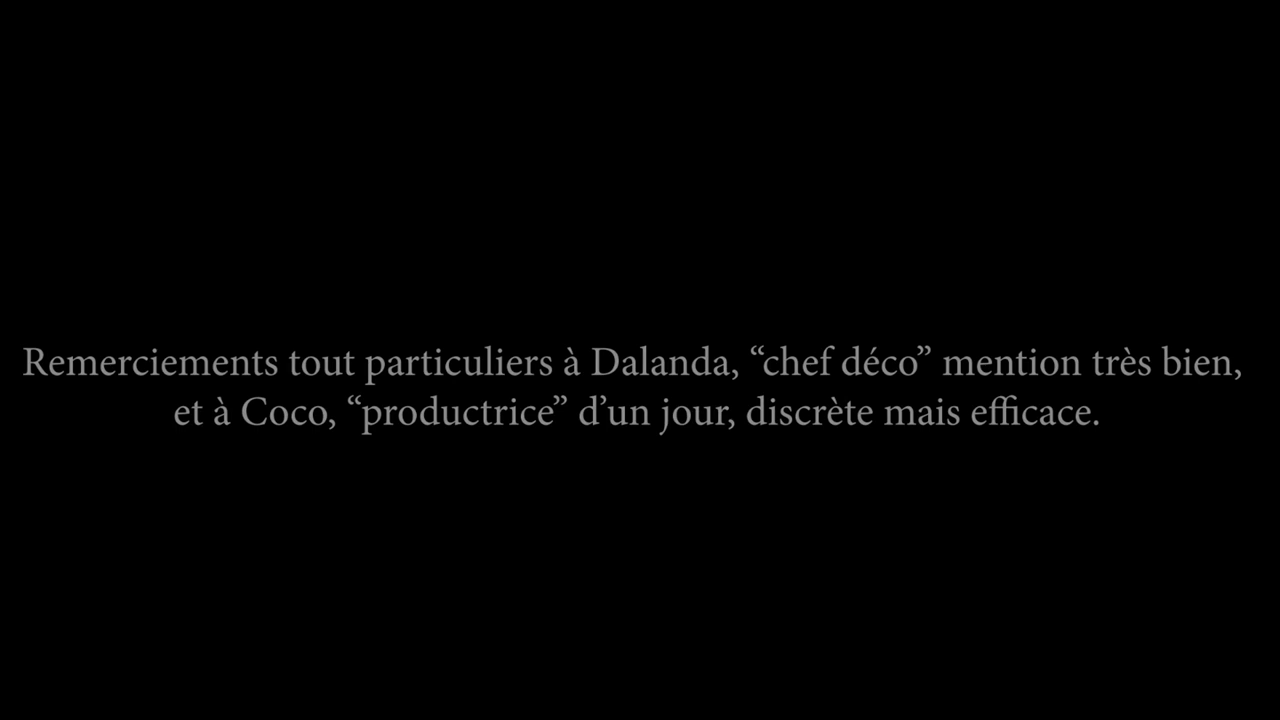 Remerciements tout particuliers à Dalanda, “chef déco” mention très bien,
et à Coco, “productrice” d’un jour, discrète mais efficace.